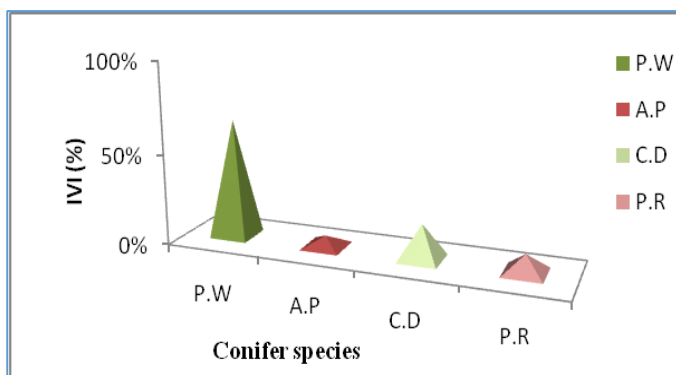 100%
50%
0%
IVI (%)
P.W
A.P
C.D
P.R
Conifer species
P.W
A.P
C.D
P.R